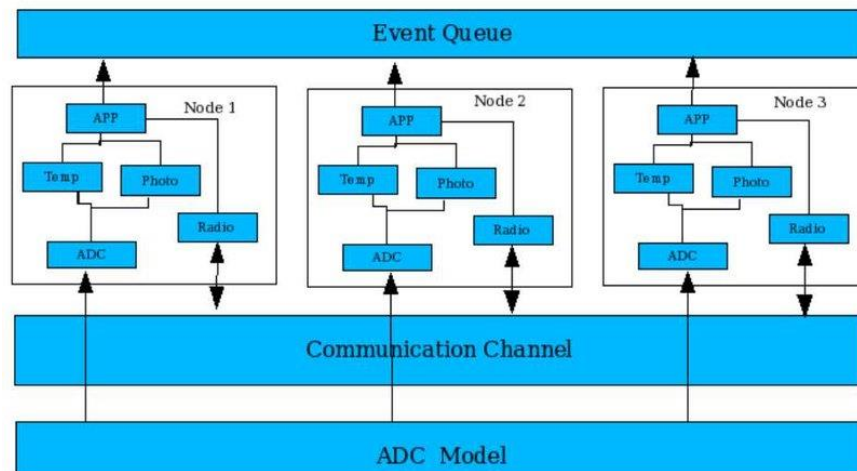 Event Queue
Node 1
APP
Temp
Photo
Radio
ADC
Node 2
APP
Temp
Photo
Radio
ADC
Node 3
APP
Temp
Photo
Radio
ADC
Communication Channel
ADC Model